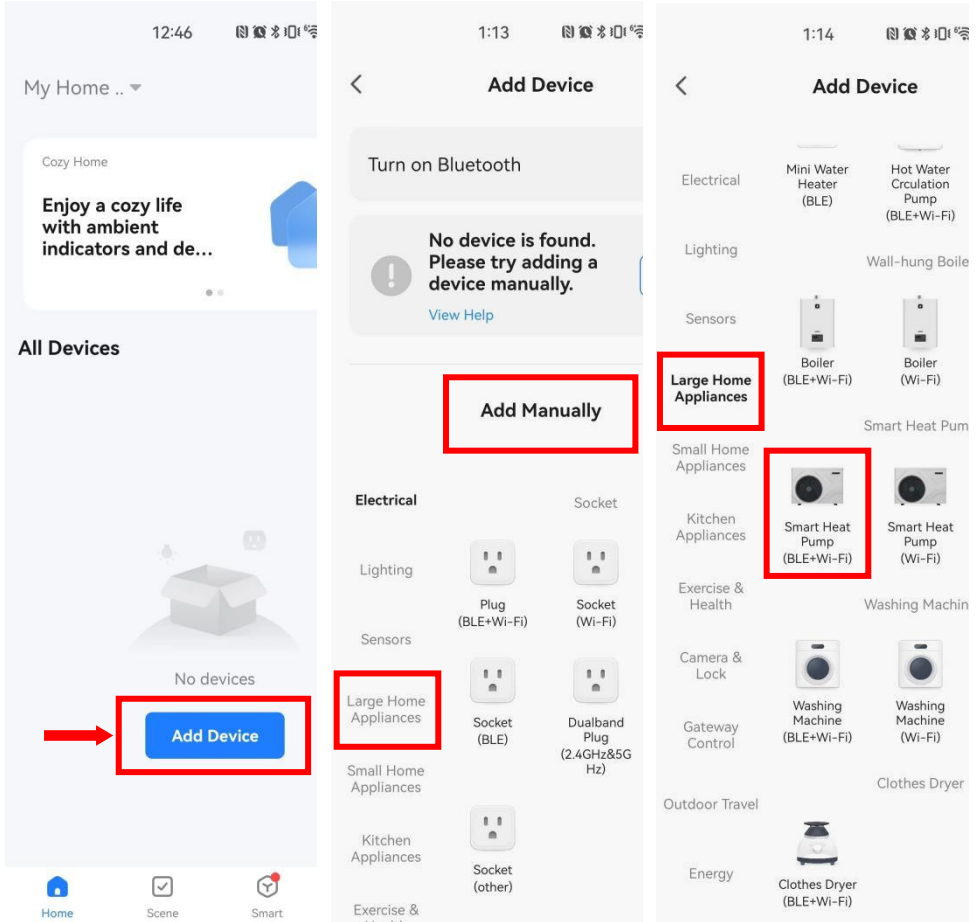 12:46
My Home ..
Cozy Home
Enjoy a cozy life
with ambient
indicators and de...
All Devices
No devices
Add Device
Home
Scene
Smart
1:13
Add Device
Turn on Bluetooth
No device is found.
Please try adding a
device manually.
View Help
Add Manually
Electrical
Lighting
Sensors
Large Home
Appliances
Small Home
Appliances
Kitchen
Appliances
Exercise &
Socket
Plug
(BLE+Wi-Fi)
Socket
(Wi-Fi)
Socket
(BLE)
Dualband
Plug
(2.4GHz&5G
Hz)
Socket
(other)
1:14
Add Device
Electrical
Lighting
Sensors
Large Home
Appliances
Small Home
Appliances
Kitchen
Appliances
Exercise &
Health
Camera &
Lock
Gateway
Control
Outdoor Travel
Energy
Mini Water
Heater
(BLE)
Hot Water
Crculation
Pump
(BLE+Wi-Fi)
Wall-hung Boile
Boiler
(BLE+Wi-Fi)
Boiler
(Wi-Fi)
Smart Heat Pum
Smart Heat
Pump
(BLE+Wi-Fi)
Smart Heat
Pump
(Wi-Fi)
Washing Machin
Washing
Machine
(BLE+Wi-Fi)
Washing
Machine
(Wi-Fi)
Clothes Dryer
Clothes Dryer
(BLE+Wi-Fi)